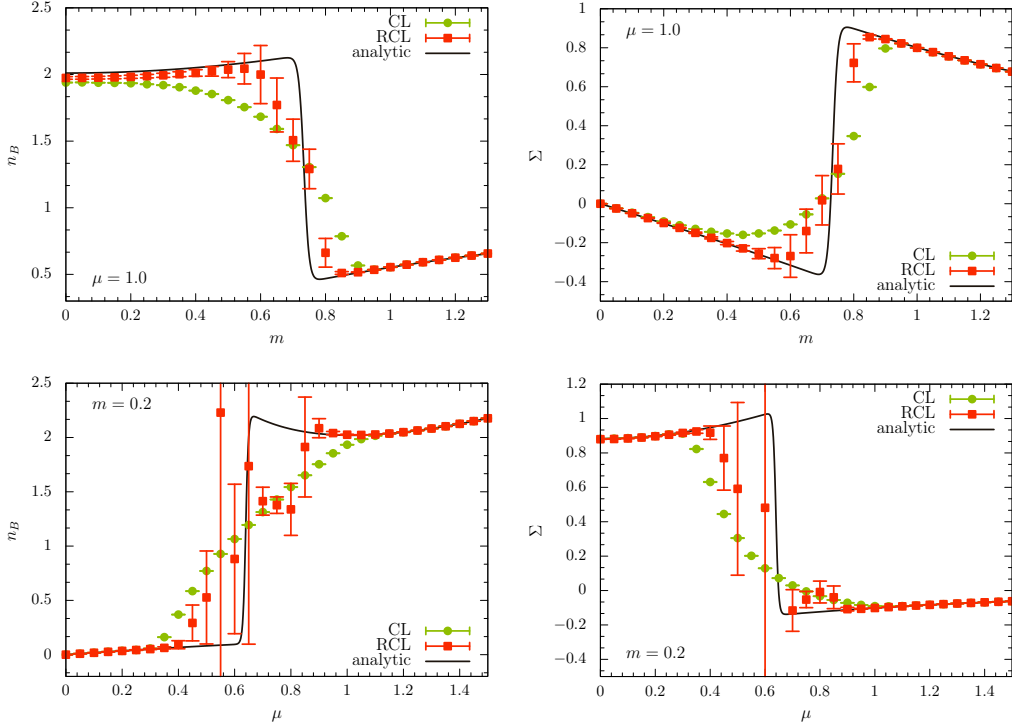 2.5
2
1.5
1
0.5
n_B
CL
RCL
analytic
μ = 1.0
0 0.2 0.4 0.6 0.8 1 1.2
m
1
0.8
0.6
0.4
0.2
0
−0.2
−0.4
Σ
μ = 1.0
CL
RCL
analytic
0 0.2 0.4 0.6 0.8 1 1.2
m
2.5
2
1.5
1
0.5
0
n_B
m = 0.2
CL
RCL
analytic
0 0.2 0.4 0.6 0.8 1 1.2 1.4
μ
1.2
1
0.8
0.6
0.4
0.2
0
−0.2
−0.4
Σ
CL
RCL
analytic
m = 0.2
0 0.2 0.4 0.6 0.8 1 1.2 1.4
μ